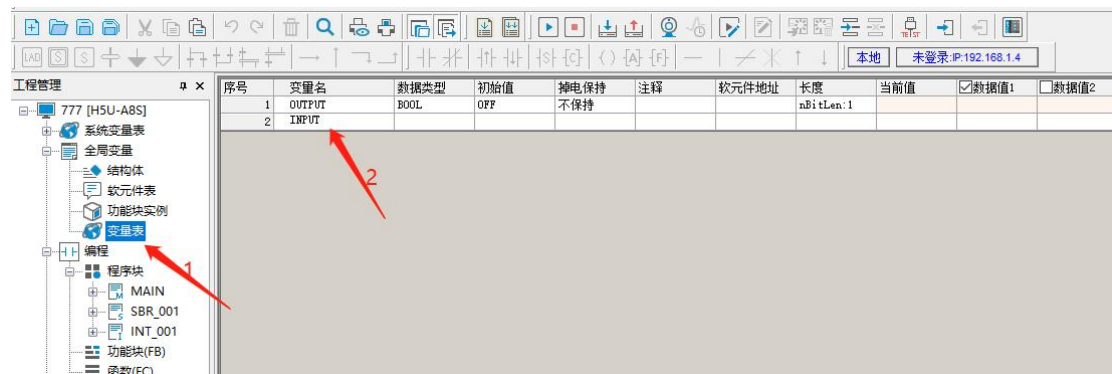 TEST
LAD S S S C A F 本地 未登录:IP:192.168.1.4
工程管理
序号 变量名 数据类型 初始值 掉电保持 注释 软元件地址 长度 当前值 数据值1 数据值2
1 OUTPUT BOOL OFF 不保持 nBitLen:1
2 INPUT
777 [H5U-A8S]
系统变量表
全局变量
结构体
软元件表
功能块实例
变量表
编程
程序块
MAIN
SBR_001
INT_001
功能块(FB)
函数(FC)
1
2